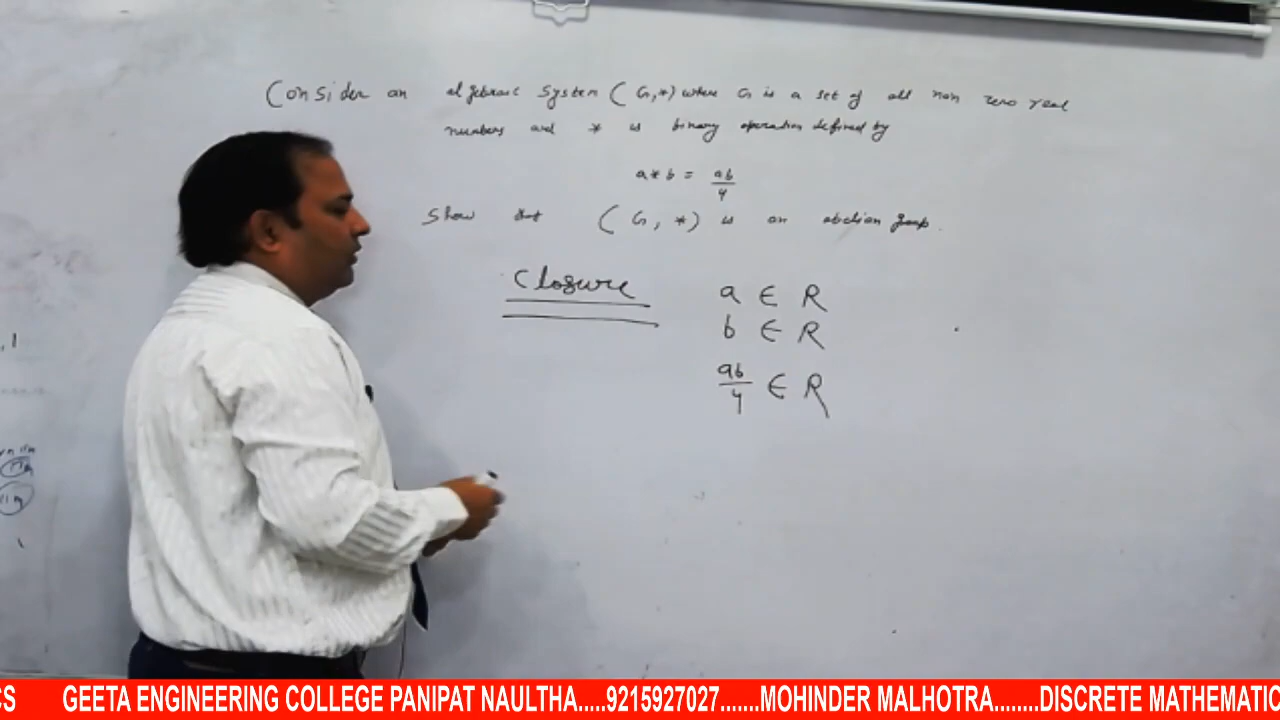 Consider an algebraic system (G,*) where G is a set of all non zero real
numbers and * is binary operation defined by
a*b = ab/4
Show that (G, *) is an abelian group.
Closure
a ∈ R
b ∈ R
ab/4 ∈ R
,1
CS GEETA ENGINEERING COLLEGE PANIPAT NAULTHA.....9215927027.......MOHINDER MALHOTRA........DISCRETE MATHEMATIC